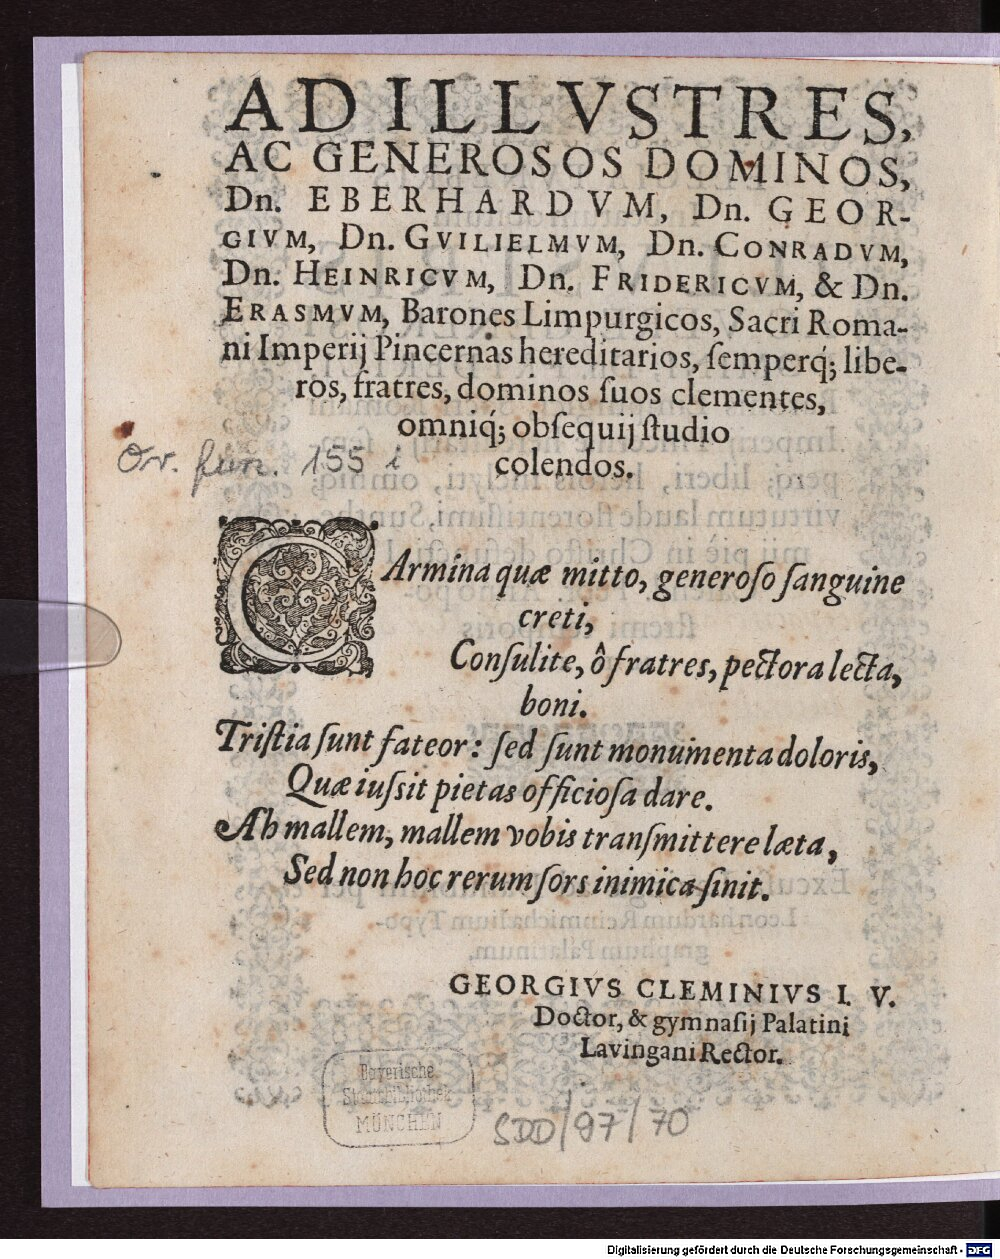 AD ILLVSTRES,
AC GENEROSOS DOMINOS,
Dn. EBERHARDVM, Dn. GEOR-
GIVM, Dn. GVILIELMVM, Dn. CONRADVM,
Dn. HEINRICVM, Dn. FRIDERICVM, & Dn.
ERASMVM, Barones Limpurgicos, Sacri Roma-
ni Imperij Pincernas hereditarios, ſemperq́; libe-
ros, fratres, dominos ſuos clementes,
omniq́; obſequij ſtudio
colendos.
Or. fun. 155 i
CArmina quæ mitto, generoſo ſanguine
creti,
Conſulite, ô fratres, pectora lecta,
boni.
Triſtia ſunt fateor: ſed ſunt monumenta doloris,
Quæ iuſsit pietas officioſa dare.
Ah mallem, mallem vobis tranſmittere læta,
Sed non hoc rerum ſors inimica ſinit.
GEORGIVS CLEMINIVS I. V.
Doctor, & gymnaſij Palatini
Lavingani Rector.
Bayerische
Staatsbibliothek
MÜNCHEN
SDD/97/70
Digitalisierung gefördert durch die Deutsche Forschungsgemeinschaft - DFG